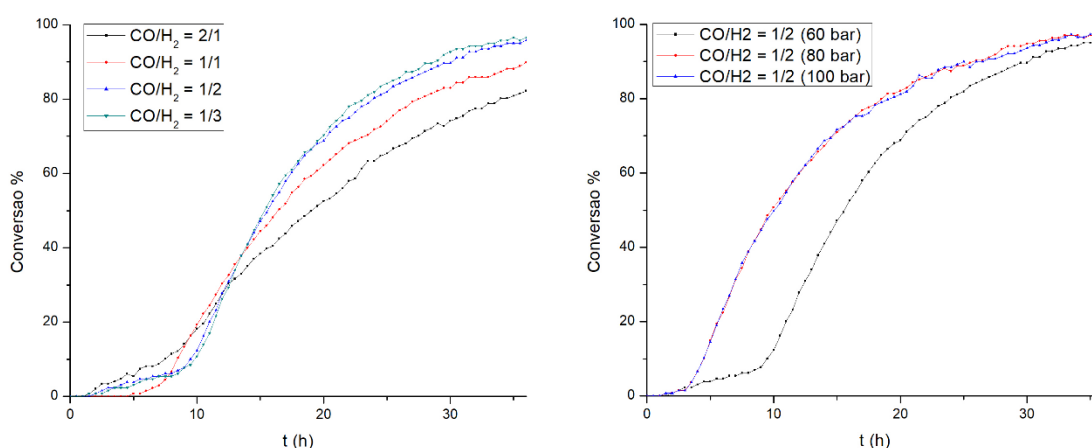 100
80
60
40
20
0
Conversao %
CO/H₂ = 2/1
CO/H₂ = 1/1
CO/H₂ = 1/2
CO/H₂ = 1/3
0 10 20 30
t (h)
100
80
60
40
20
0
Conversao %
CO/H2 = 1/2 (60 bar)
CO/H2 = 1/2 (80 bar)
CO/H2 = 1/2 (100 bar)
0 10 20 30
t (h)